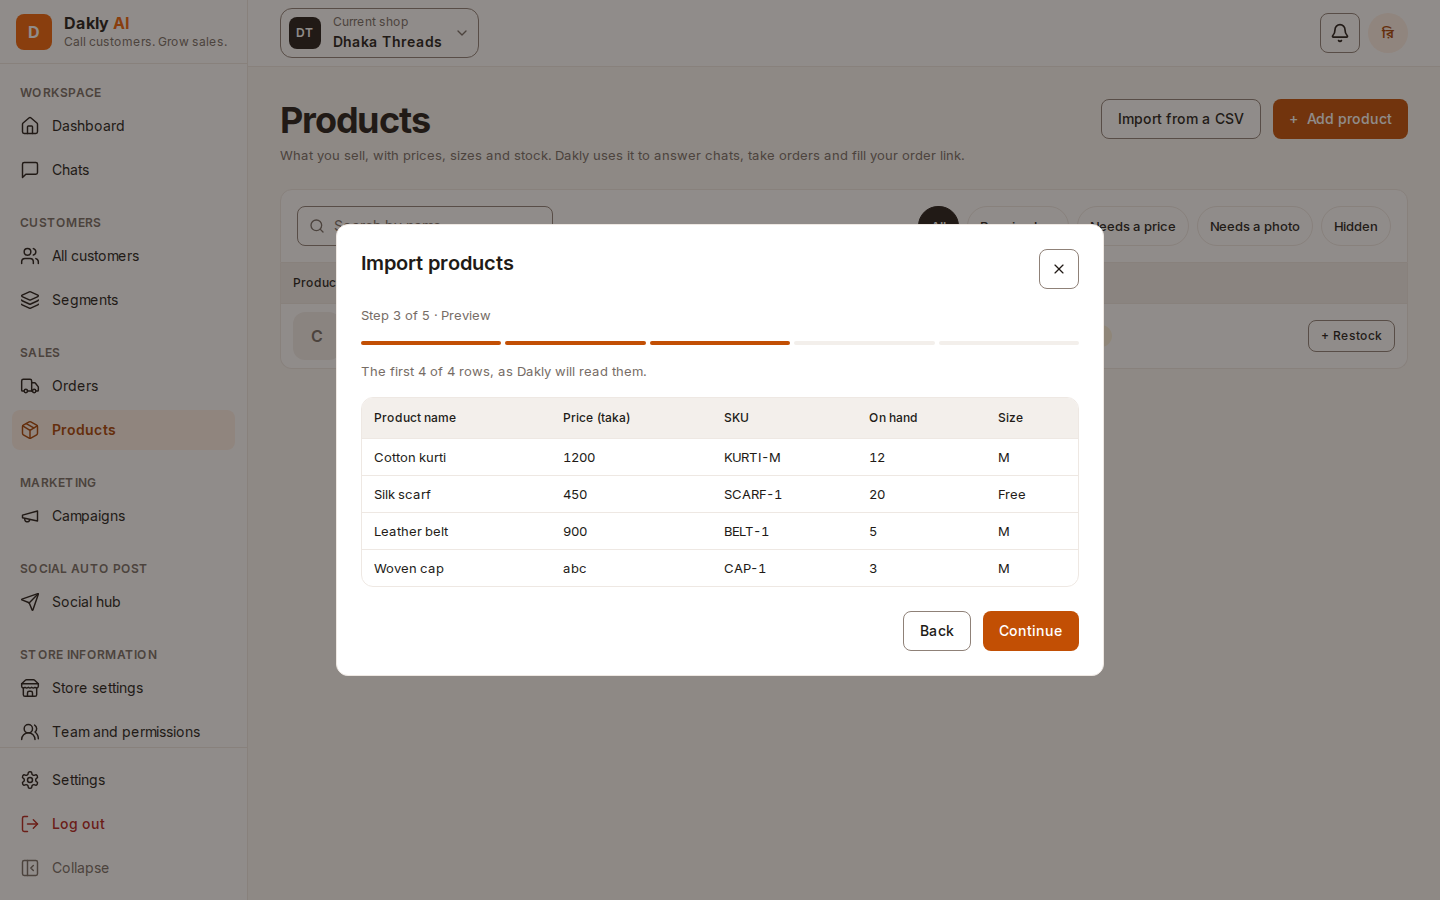 D
Dakly AI
Call customers. Grow sales.
DT
Current shop
Dhaka Threads
রি
WORKSPACE
Dashboard
Chats
CUSTOMERS
All customers
Segments
SALES
Orders
Products
MARKETING
Campaigns
SOCIAL AUTO POST
Social hub
STORE INFORMATION
Store settings
Team and permissions
Settings
Log out
Collapse
Products
Import from a CSV
+ Add product
What you sell, with prices, sizes and stock. Dakly uses it to answer chats, take orders and fill your order link.
Needs a price
Needs a photo
Hidden
C
+ Restock
Import products
Step 3 of 5 · Preview
The first 4 of 4 rows, as Dakly will read them.
Product name Price (taka) SKU On hand Size
Cotton kurti 1200 KURTI-M 12 M
Silk scarf 450 SCARF-1 20 Free
Leather belt 900 BELT-1 5 M
Woven cap abc CAP-1 3 M
Back
Continue